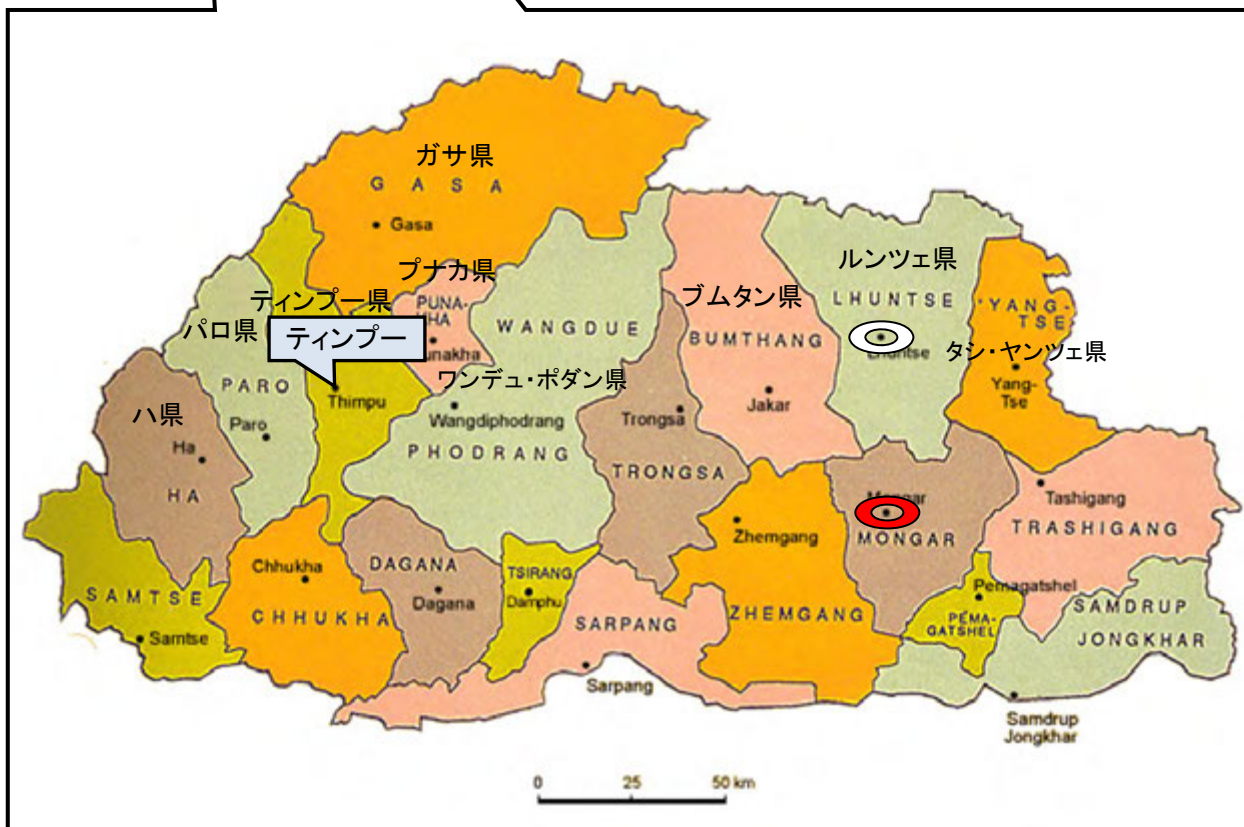 ガサ県
GASA
Gasa
プナカ県
PUNA-
ティンプー県
ティンプー
Thimpu
パロ県
PARO
Paro
ハ県
Ha
HA
WANGDUE
ワンデュ・ポダン県
Wangdiphodrang
PHODRANG
ブムタン県
BUMTHANG
Jakar
Trongsa
TRONGSA
ルンツェ県
LHUNTSE
YANG-
TSE
タシ・ヤンツェ県
Yang-
Tse
Tashigang
TRASHIGANG
MONGAR
Zhemgang
ZHEMGANG
Pemagatshel
PEMA-
GATSHEL
SAMDRUP
JONGKHAR
Samdrup
Jongkhar
SAMTSE
Samtse
Chhukha
CHHUKHA
DAGANA
Dagana
TSIRANG
Damphu
SARPANG
Sarpang
0 25 50 km